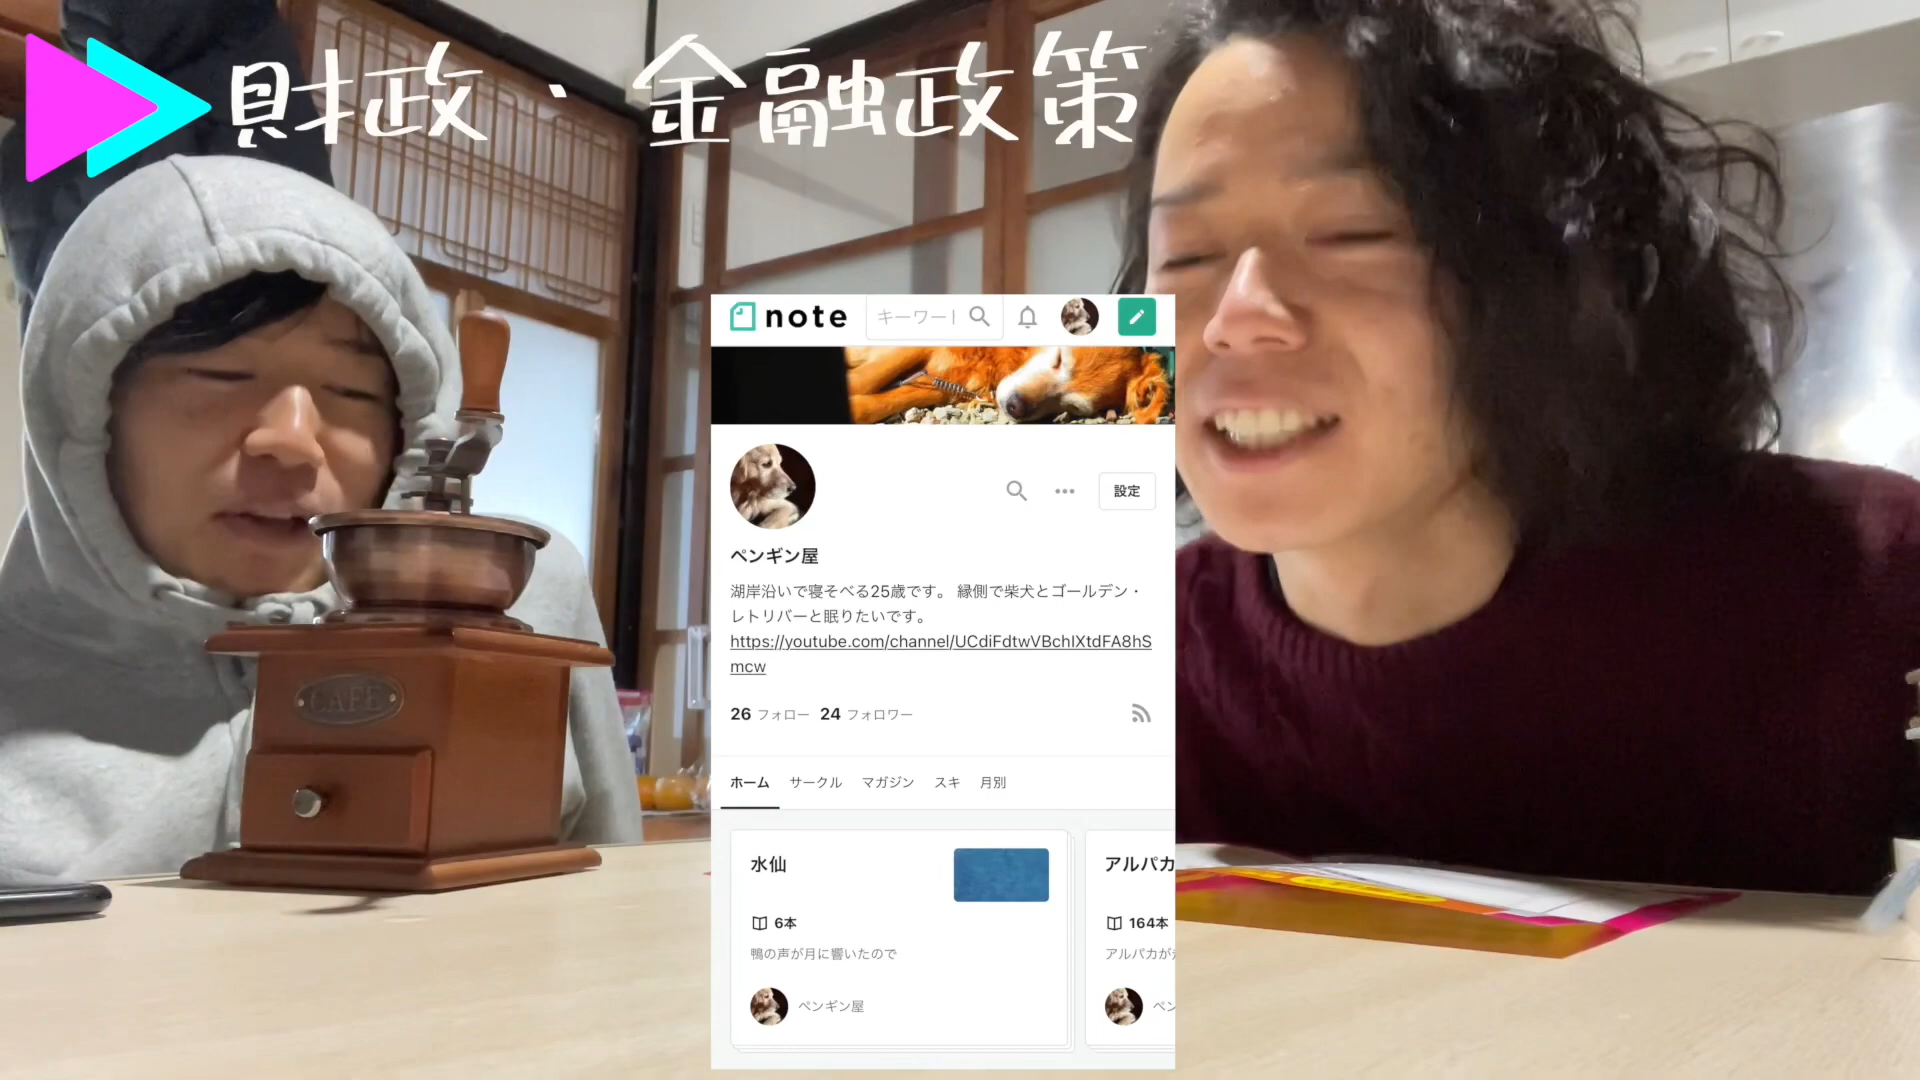 財政・金融政策
note
キーワード
設定
ペンギン屋
湖岸沿いで寝そべる25歳です。 縁側で柴犬とゴールデン・
レトリバーと眠りたいです。
https://youtube.com/channel/UCdiFdtwVBchIXtdFA8hS
mcw
26 フォロー 24 フォロワー
ホーム サークル マガジン スキ 月別
水仙
6本
鴨の声が月に響いたので
ペンギン屋
アルパカ
164本
アルパカが
ペン
CAFE